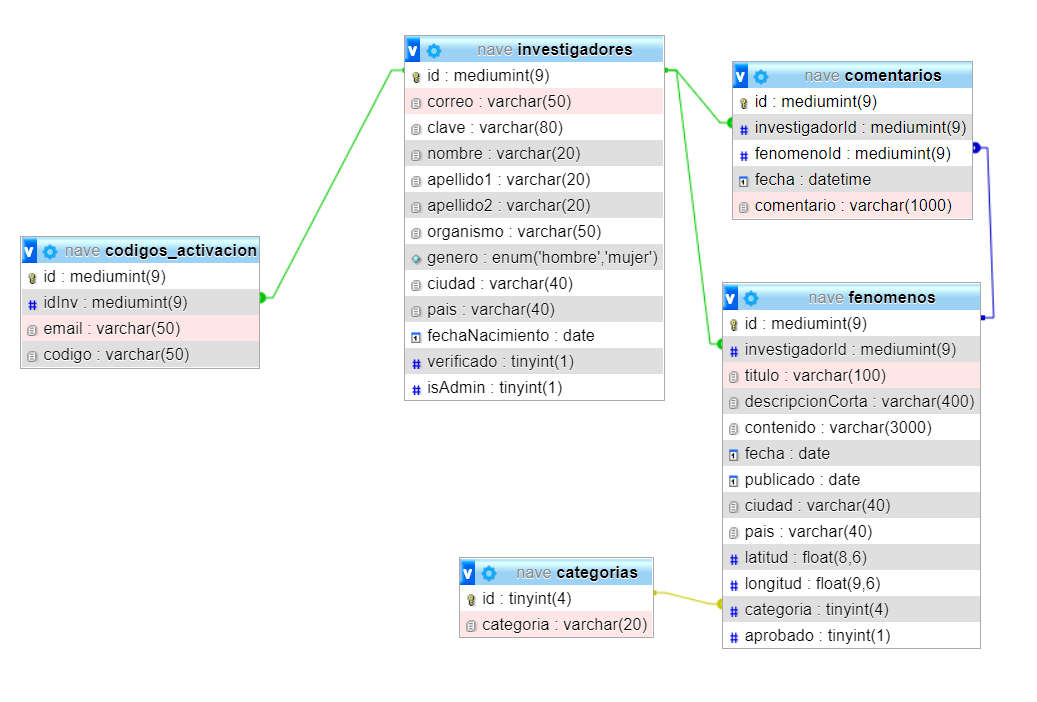 nave investigadores
id : mediumint(9)
correo : varchar(50)
clave : varchar(80)
nombre : varchar(20)
apellido1 : varchar(20)
apellido2 : varchar(20)
organismo : varchar(50)
genero : enum('hombre','mujer')
ciudad : varchar(40)
pais : varchar(40)
fechaNacimiento : date
verificado : tinyint(1)
isAdmin : tinyint(1)
nave comentarios
id : mediumint(9)
investigadorId : mediumint(9)
fenomenoId : mediumint(9)
fecha : datetime
comentario : varchar(1000)
nave codigos_activacion
id : mediumint(9)
idInv : mediumint(9)
email : varchar(50)
codigo : varchar(50)
nave fenomenos
id : mediumint(9)
investigadorId : mediumint(9)
titulo : varchar(100)
descripcionCorta : varchar(400)
contenido : varchar(3000)
fecha : date
publicado : date
ciudad : varchar(40)
pais : varchar(40)
latitud : float(8,6)
longitud : float(9,6)
categoria : tinyint(4)
aprobado : tinyint(1)
nave categorias
id : tinyint(4)
categoria : varchar(20)